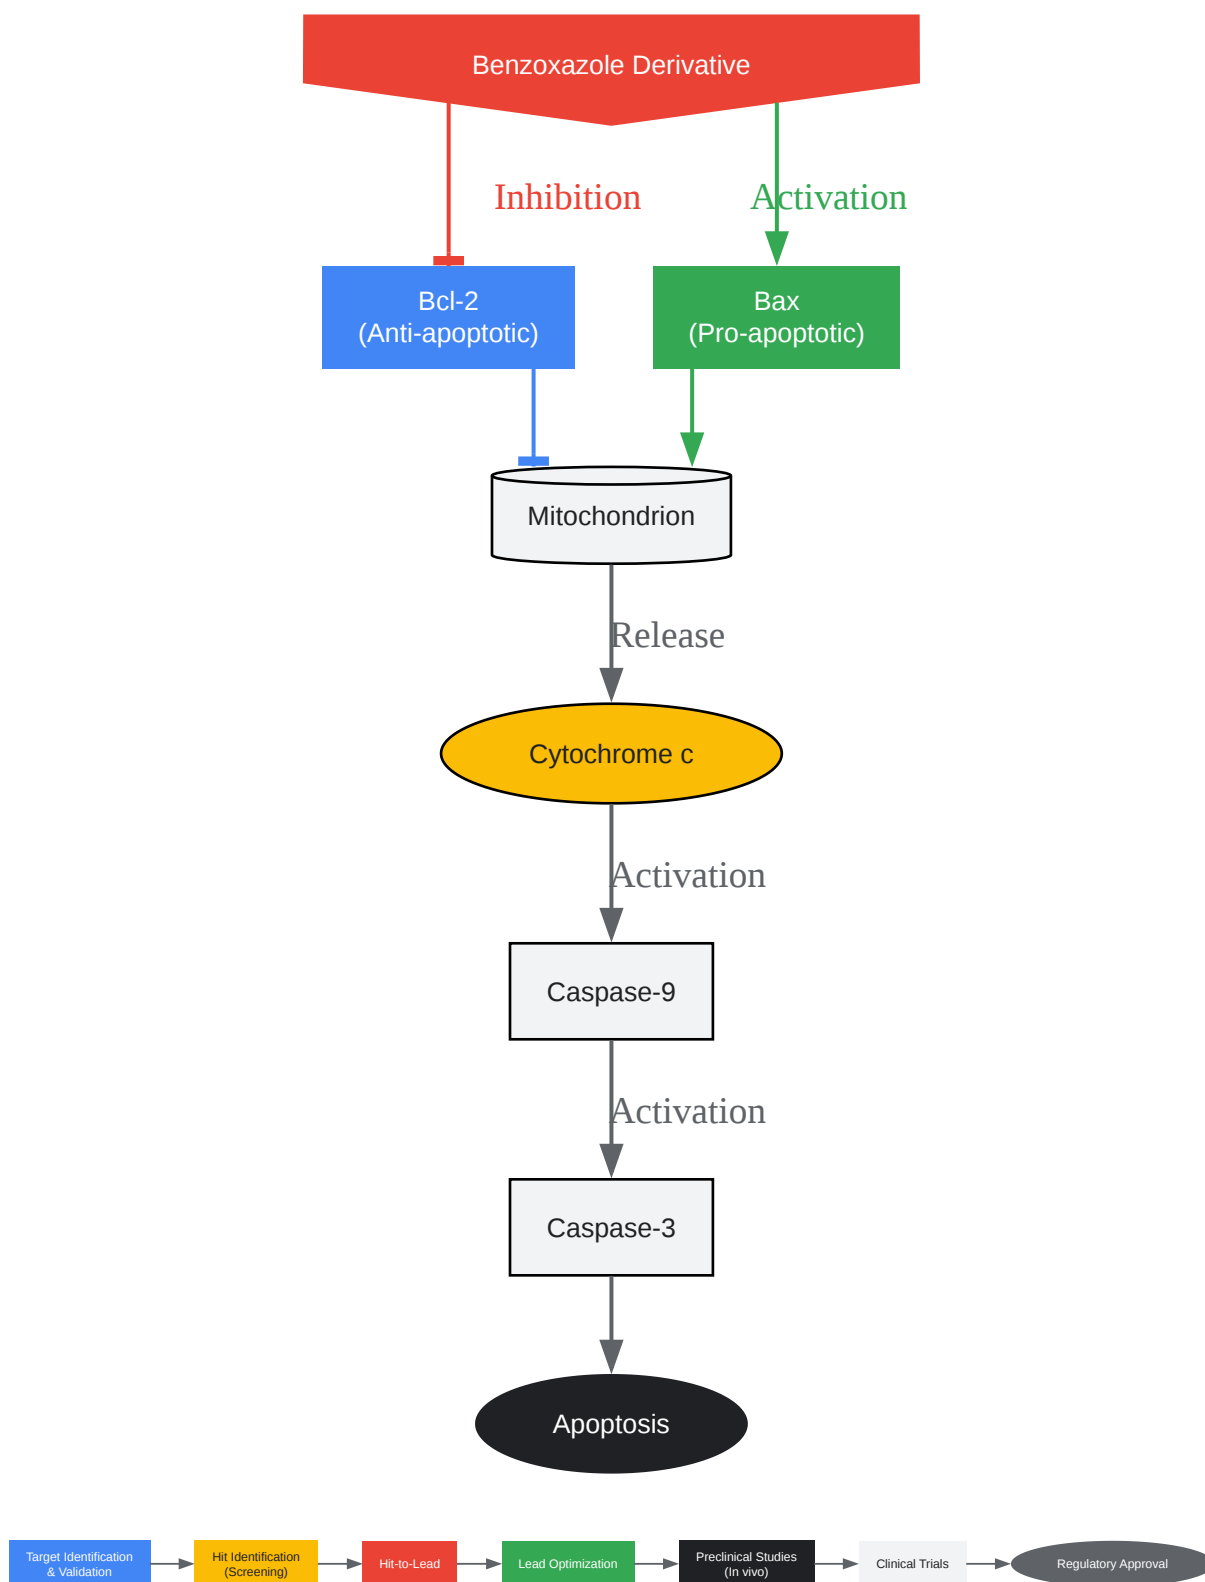 Benzoxazole Derivative
Inhibition
Activation
Bcl-2
(Anti-apoptotic)
Bax
(Pro-apoptotic)
Mitochondrion
Release
Cytochrome c
Activation
Caspase-9
Activation
Caspase-3
Apoptosis
Target Identification
& Validation
Hit Identification
(Screening)
Hit-to-Lead
Lead Optimization
Preclinical Studies
(In vivo)
Clinical Trials
Regulatory Approval